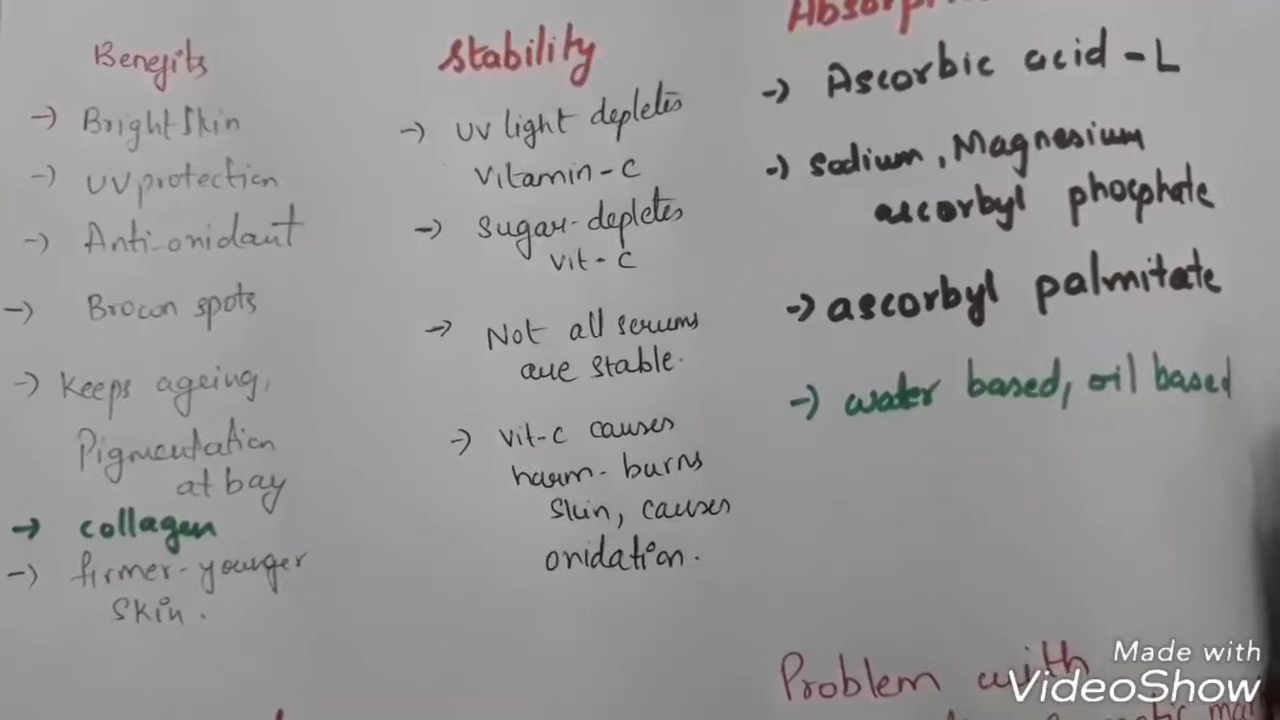 Benefits
-> Bright skin
-> UV protection
-> Anti-onidant
-> Brown spots
-> Keeps ageing,
Pigmentation
at bay
-> collagen
-> firmer-younger
skin.
Stability
-> UV light depletes
Vitamin-C
-> Sugar-depletes
Vit-C
-> Not all serums
are stable.
-> Vit-C causes
harm-burns
skin, causes
onidation.
-> Ascorbic acid-L
-> Sodium, Magnesium
ascorbyl phosphate
-> ascorbyl palmitate
-> water based, oil based
Problem with
Made with
VideoShow